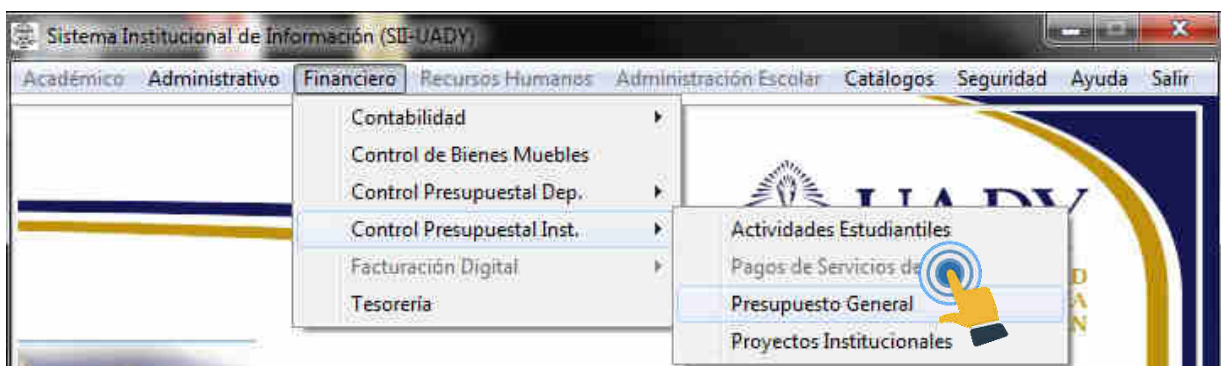 Sistema Institucional de Información (SII-UADY)
Académico Administrativo Financiero Recursos Humanos Administración Escolar Catálogos Seguridad Ayuda Salir
Contabilidad
Control de Bienes Muebles
Control Presupuestal Dep.
Control Presupuestal Inst.
Facturación Digital
Tesorería
UADY
Actividades Estudiantiles
Pagos de Servicios de
Presupuesto General
Proyectos Institucionales
D
A
N